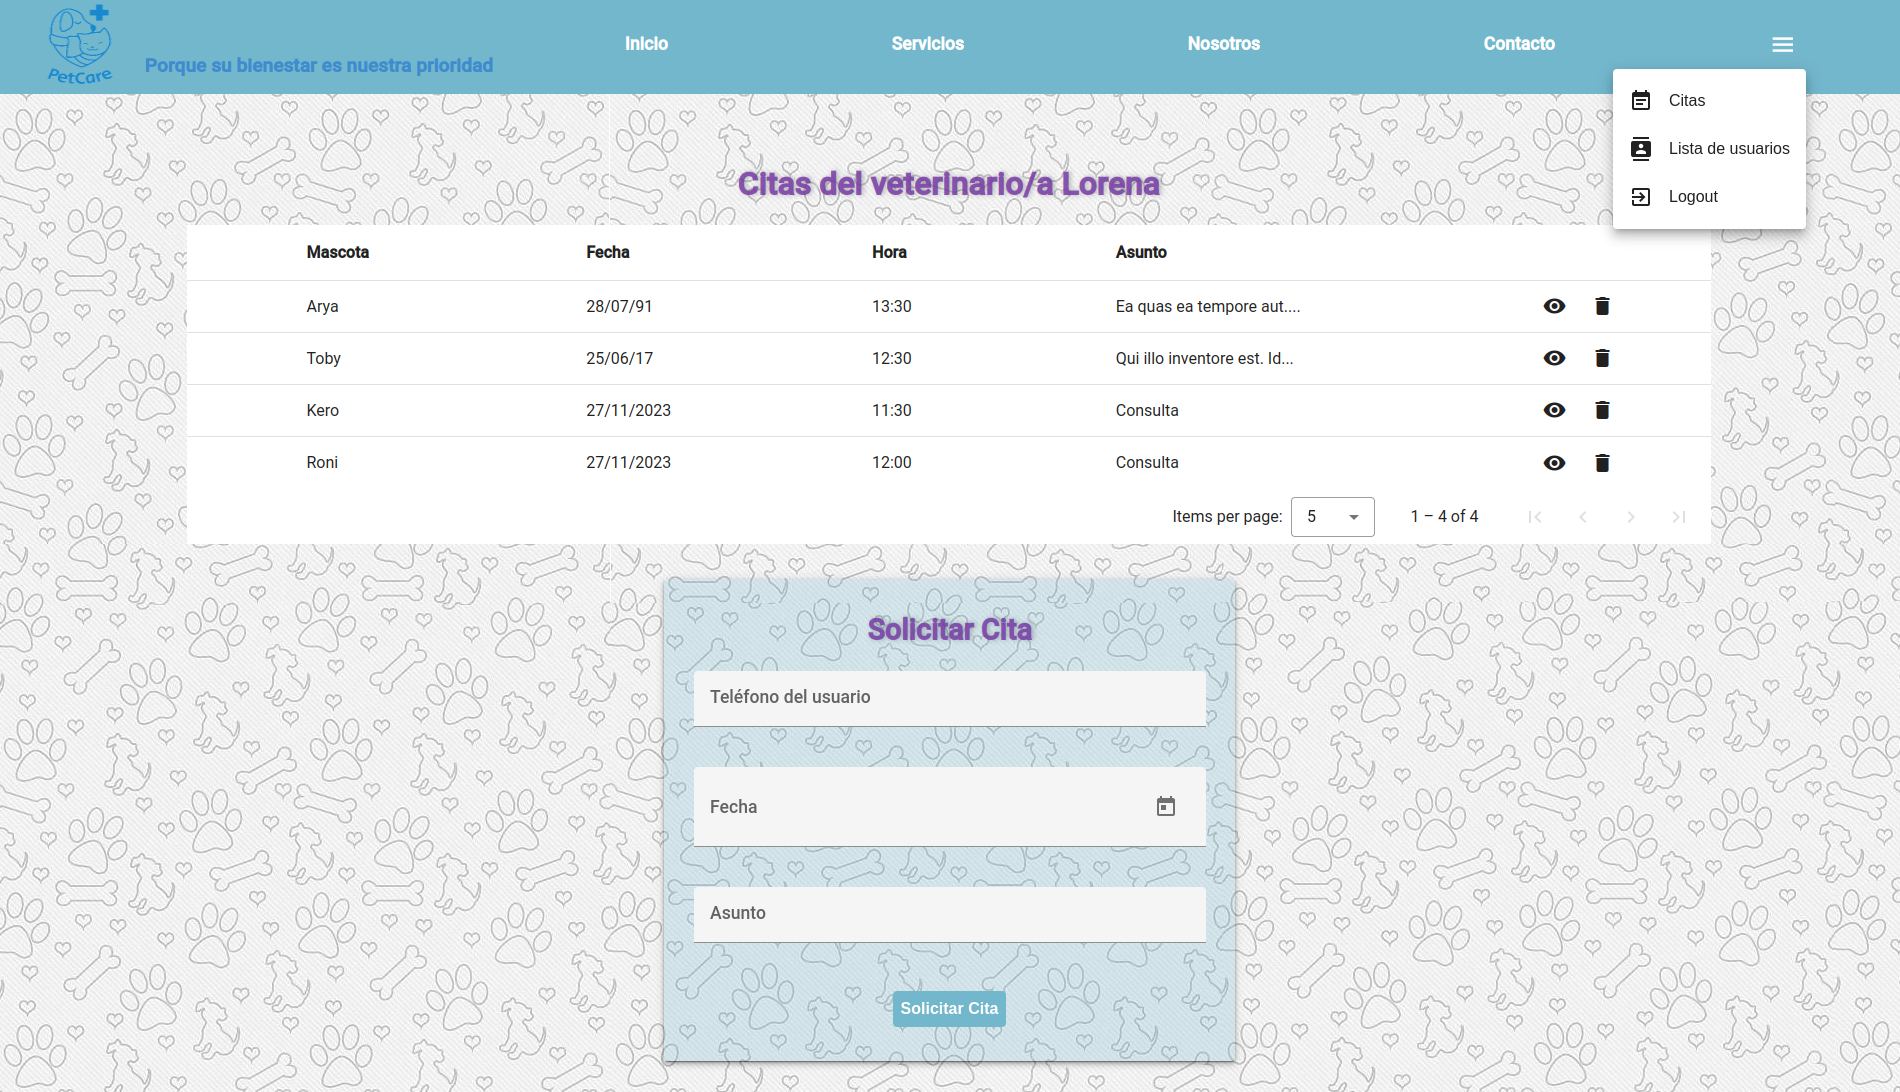 PetCare
Porque su bienestar es nuestra prioridad
Inicio
Servicios
Nosotros
Contacto
Citas
Lista de usuarios
Logout
Citas del veterinario/a Lorena
Mascota Fecha Hora Asunto
Arya 28/07/91 13:30 Ea quas ea tempore aut....
Toby 25/06/17 12:30 Qui illo inventore est. Id...
Kero 27/11/2023 11:30 Consulta
Roni 27/11/2023 12:00 Consulta
Items per page: 5 1 – 4 of 4
Solicitar Cita
Teléfono del usuario
Fecha
Asunto
Solicitar Cita